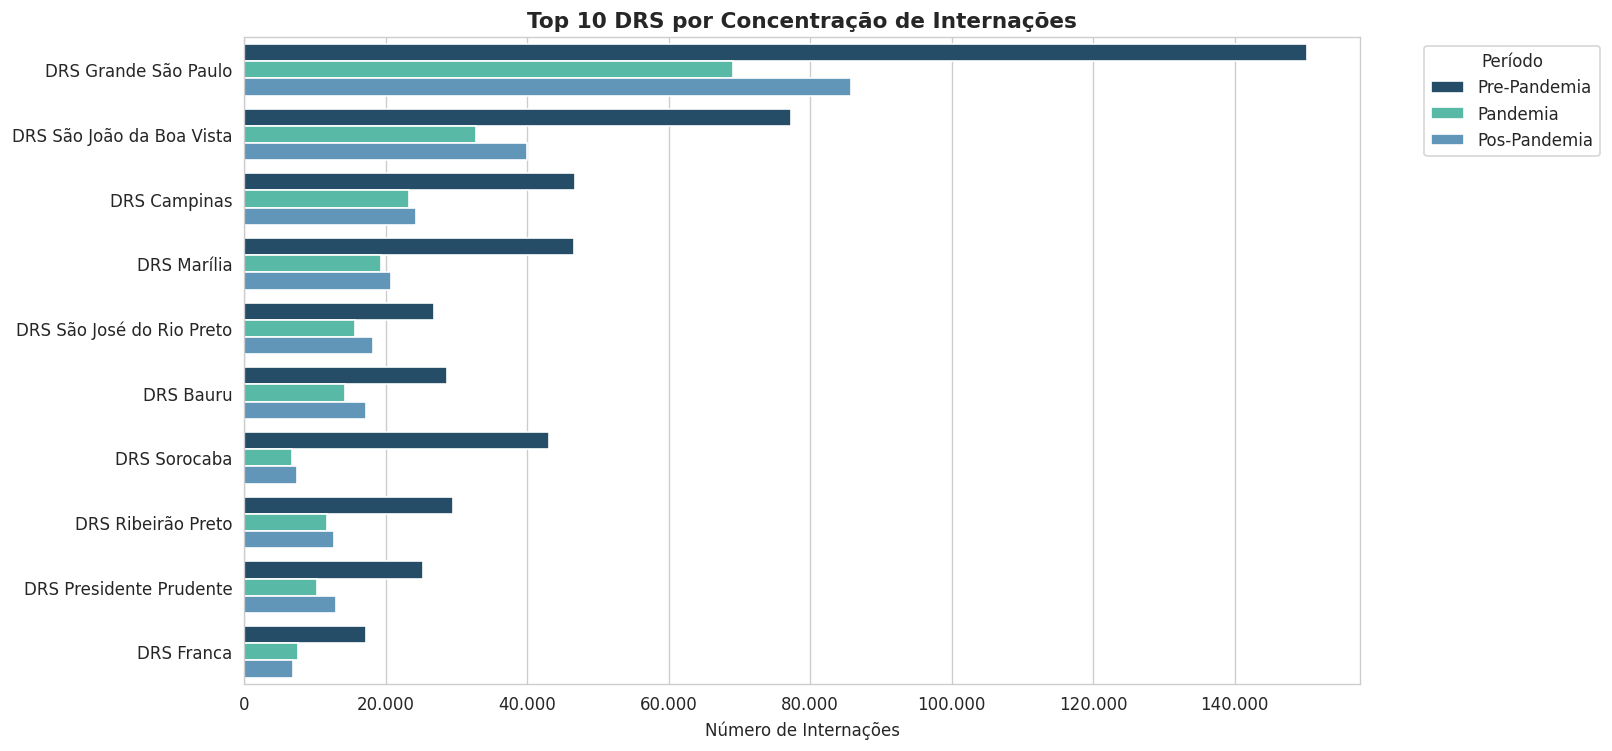 Top 10 DRS por Concentração de Internações
DRS Grande São Paulo
DRS São João da Boa Vista
DRS Campinas
DRS Marília
DRS São José do Rio Preto
DRS Bauru
DRS Sorocaba
DRS Ribeirão Preto
DRS Presidente Prudente
DRS Franca
0 20.000 40.000 60.000 80.000 100.000 120.000 140.000
Número de Internações
Período
Pre-Pandemia
Pandemia
Pos-Pandemia